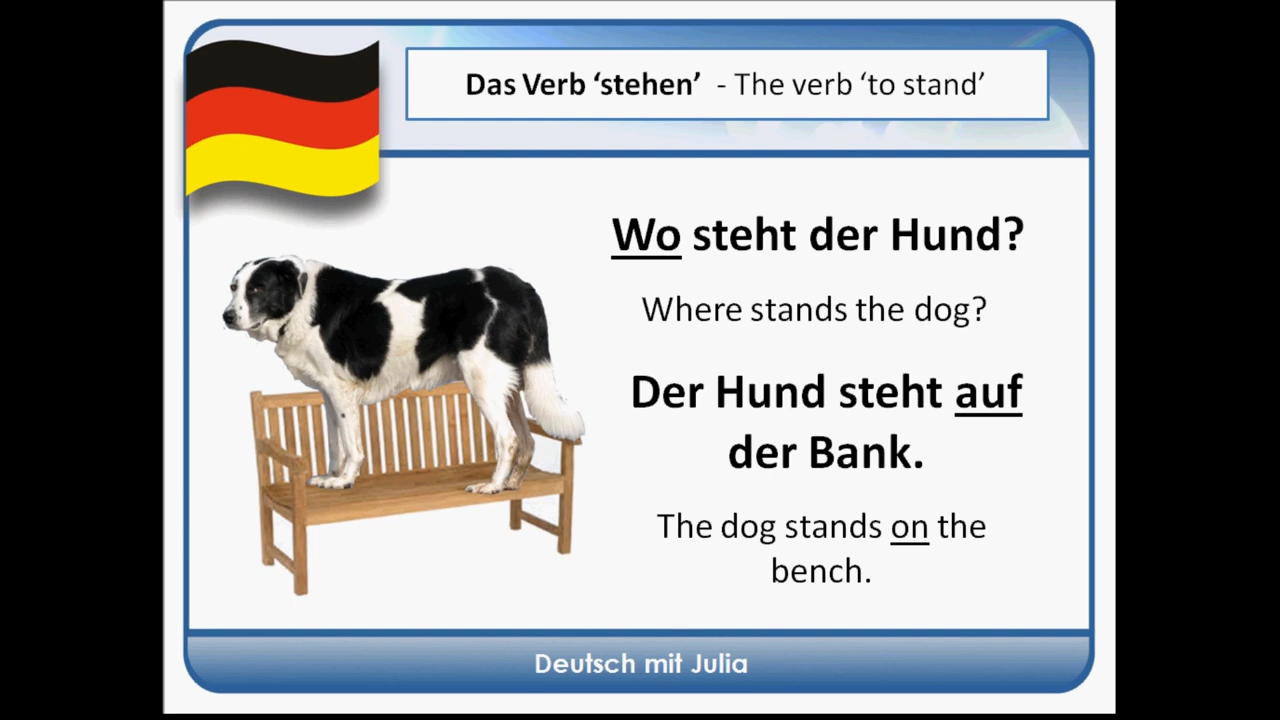 Das Verb ‘stehen’ - The verb ‘to stand’
Wo steht der Hund?
Where stands the dog?
Der Hund steht auf
der Bank.
The dog stands on the
bench.
Deutsch mit Julia